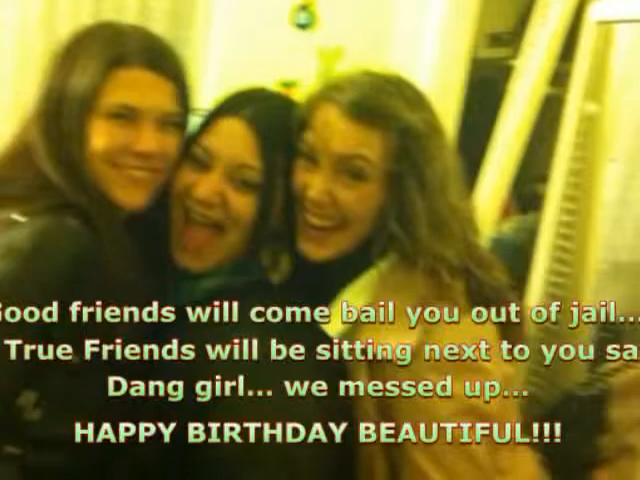 Good friends will come bail you out of jail...
True Friends will be sitting next to you sa
Dang girl... we messed up...
HAPPY BIRTHDAY BEAUTIFUL!!!